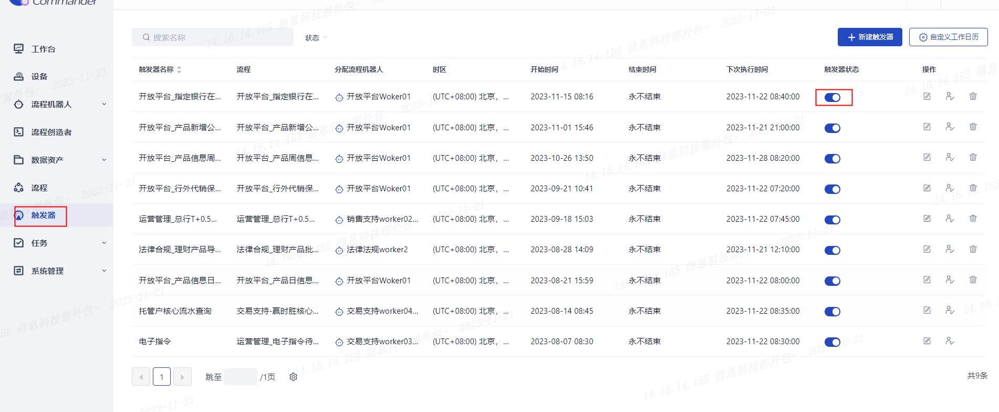 Commander
工作台
设备
流程机器人
流程创造者
数据资产
流程
触发器
任务
系统管理
搜索名称 状态
新建触发器 自定义工作日历
触发器名称 流程 分配流程机器人 时区 开始时间 结束时间 下次执行时间 触发器状态 操作
开放平台_指定银行在... 开放平台_指定银行在... 开放平台Woker01 (UTC+08:00) 北京，... 2023-11-15 08:16 永不结束 2023-11-22 08:40:00
开放平台_产品新增公... 开放平台_产品新增公... 开放平台Woker01 (UTC+08:00) 北京，... 2023-11-01 15:46 永不结束 2023-11-21 21:00:00
开放平台_产品信息周... 开放平台_产品周信息... 开放平台Woker01 (UTC+08:00) 北京，... 2023-10-26 13:50 永不结束 2023-11-28 08:20:00
开放平台_行外代销保... 开放平台_行外代销保... 开放平台Woker01 (UTC+08:00) 北京，... 2023-09-21 10:41 永不结束 2023-11-22 07:20:00
运营管理_总行T+0.5... 运营管理_总行T+0.5... 销售支持worker02... (UTC+08:00) 北京，... 2023-09-18 15:03 永不结束 2023-11-22 07:45:00
法律合规_理财产品导... 法律合规_理财产品批... 法律法规worker2 (UTC+08:00) 北京，... 2023-08-28 14:09 永不结束 2023-11-21 12:10:00
开放平台_产品信息日... 开放平台_产品日信息... 开放平台Woker01 (UTC+08:00) 北京，... 2023-08-21 15:59 永不结束 2023-11-22 08:00:00
托管户核心流水查询 交易支持-赢时胜核心... 交易支持worker04... (UTC+08:00) 北京，... 2023-08-14 08:45 永不结束 2023-11-22 08:35:00
电子指令 运营管理_电子指令待... 交易支持worker03... (UTC+08:00) 北京，... 2023-08-07 08:30 永不结束 2023-11-22 08:30:00
1 跳至 /1页 共9条
14.16.14.155 信息科技部外包- 2023-11-21